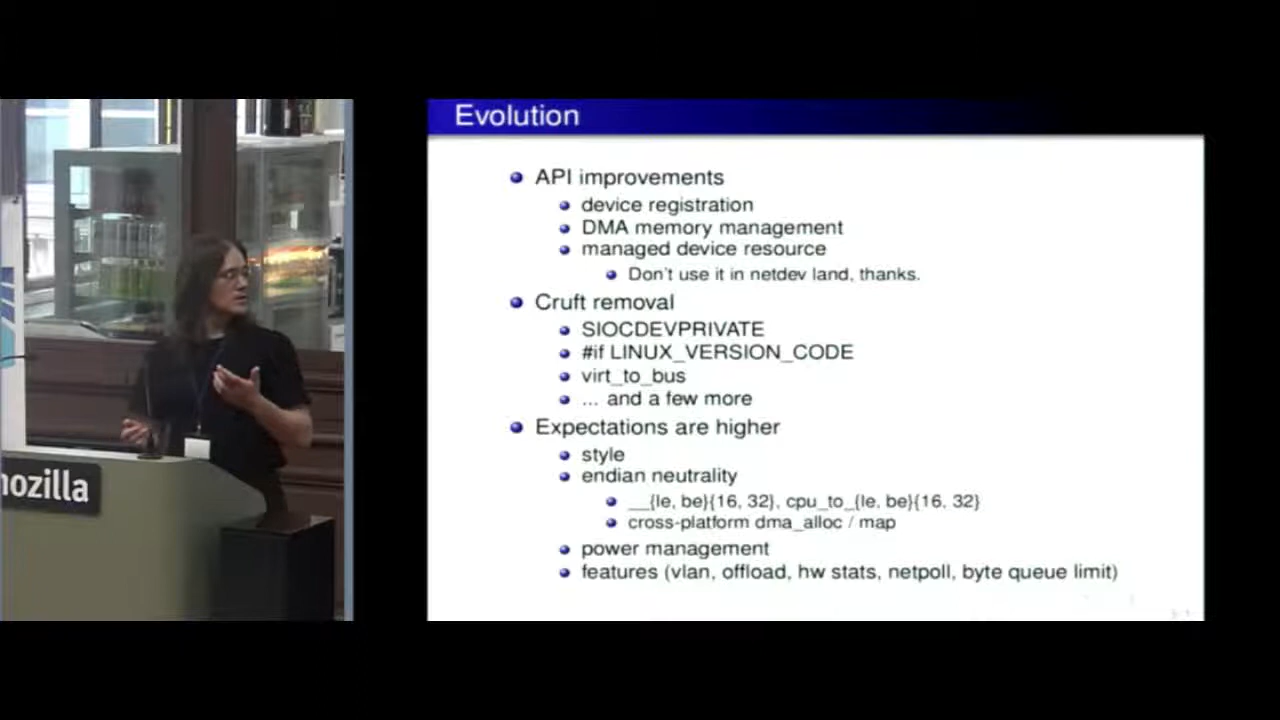 Evolution
API improvements
device registration
DMA memory management
managed device resource
Don't use it in netdev land, thanks.
Cruft removal
SIOCDEVPRIVATE
#if LINUX_VERSION_CODE
virt_to_bus
... and a few more
Expectations are higher
style
endian neutrality
__{le, be}{16, 32}, cpu_to_{le, be}{16. 32}
cross-platform dma_alloc / map
power management
features (vlan, offload, hw stats, netpoll, byte queue limit)
mozilla